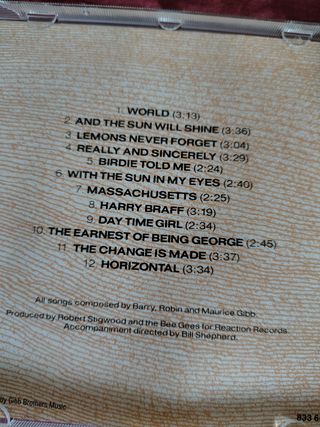 1. WORLD (3.13)
2. AND THE SUN WILL SHINE (3:36)
3. LEMONS NEVER FORGET (3:04)
4. REALLY AND SINCERELY (3:29)
5. BIRDIE TOLD ME (2:24)
6. WITH THE SUN IN MY EYES (2:40)
7. MASSACHUSETTS (2:25)
8. HARRY BRAFF (3:19)
9. DAY TIME GIRL (2:34)
10. THE EARNEST OF BEING GEORGE (2:45)
11. THE CHANGE IS MADE (3:37)
12. HORIZONTAL (3:34)
All songs composed by Barry, Robin and Maurice Gibb.
Produced by Robert Stigwood and the Bee Gees for Reaction Records.
Accompaniment directed by Bill Shepherd.
by Gibb Brothers Music
833 6